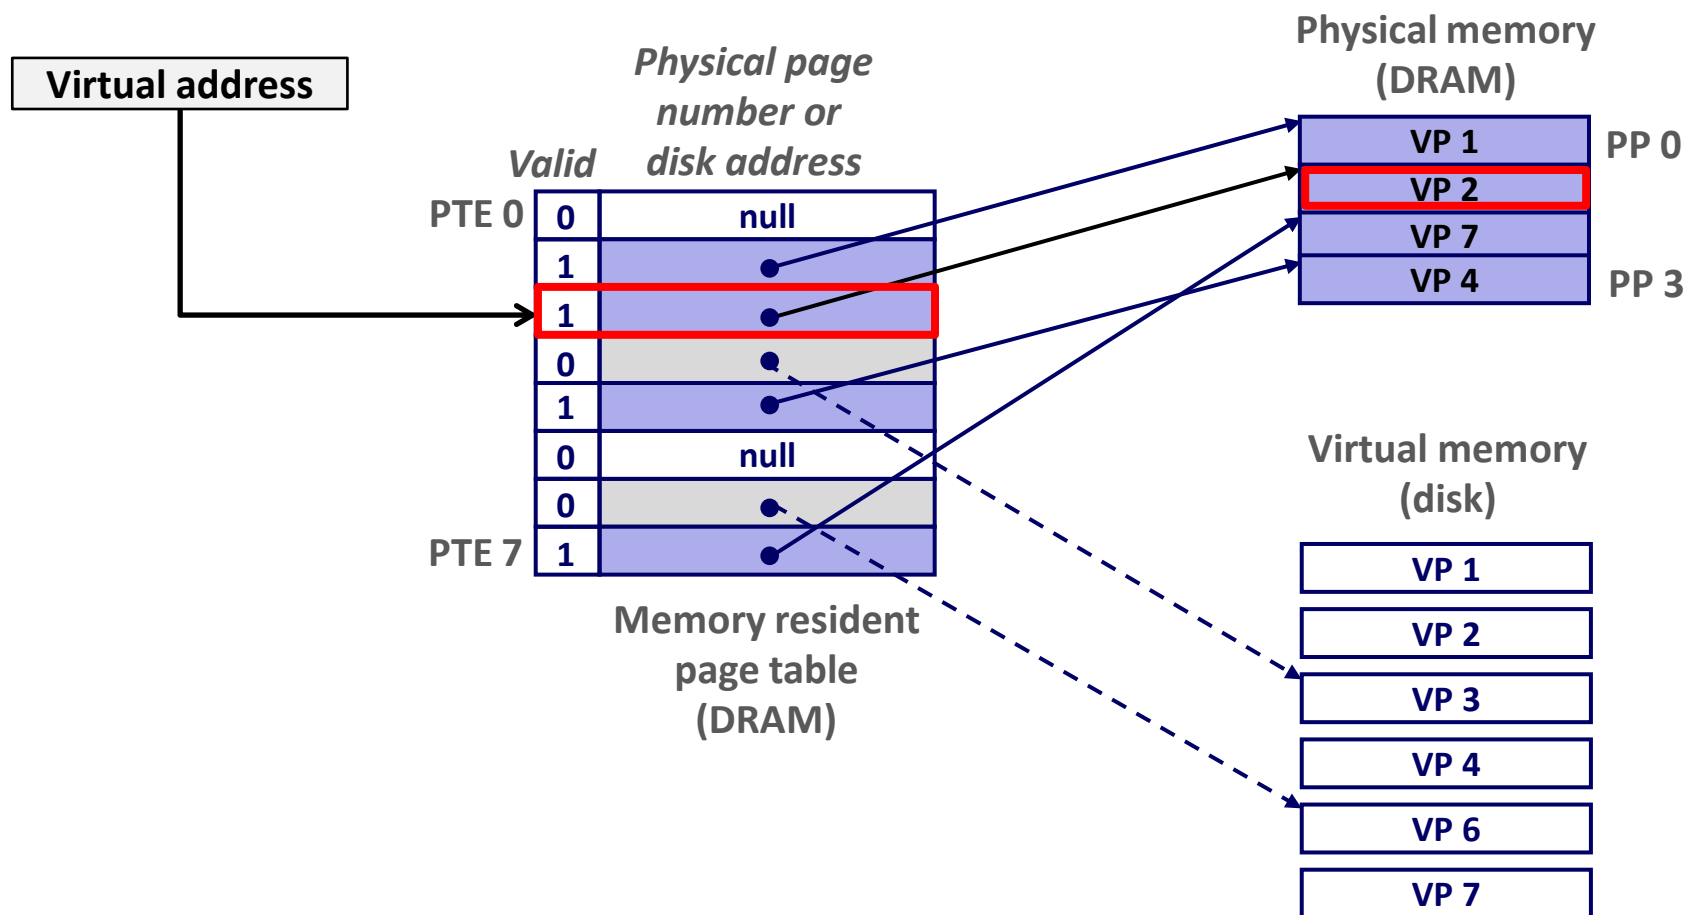 Virtual address
Physical page
number or
disk address
Valid
PTE 0
0
null
1
1
0
1
0
null
0
PTE 7
1
Memory resident
page table
(DRAM)
Physical memory
(DRAM)
VP 1
PP 0
VP 2
VP 7
VP 4
PP 3
Virtual memory
(disk)
VP 1
VP 2
VP 3
VP 4
VP 6
VP 7